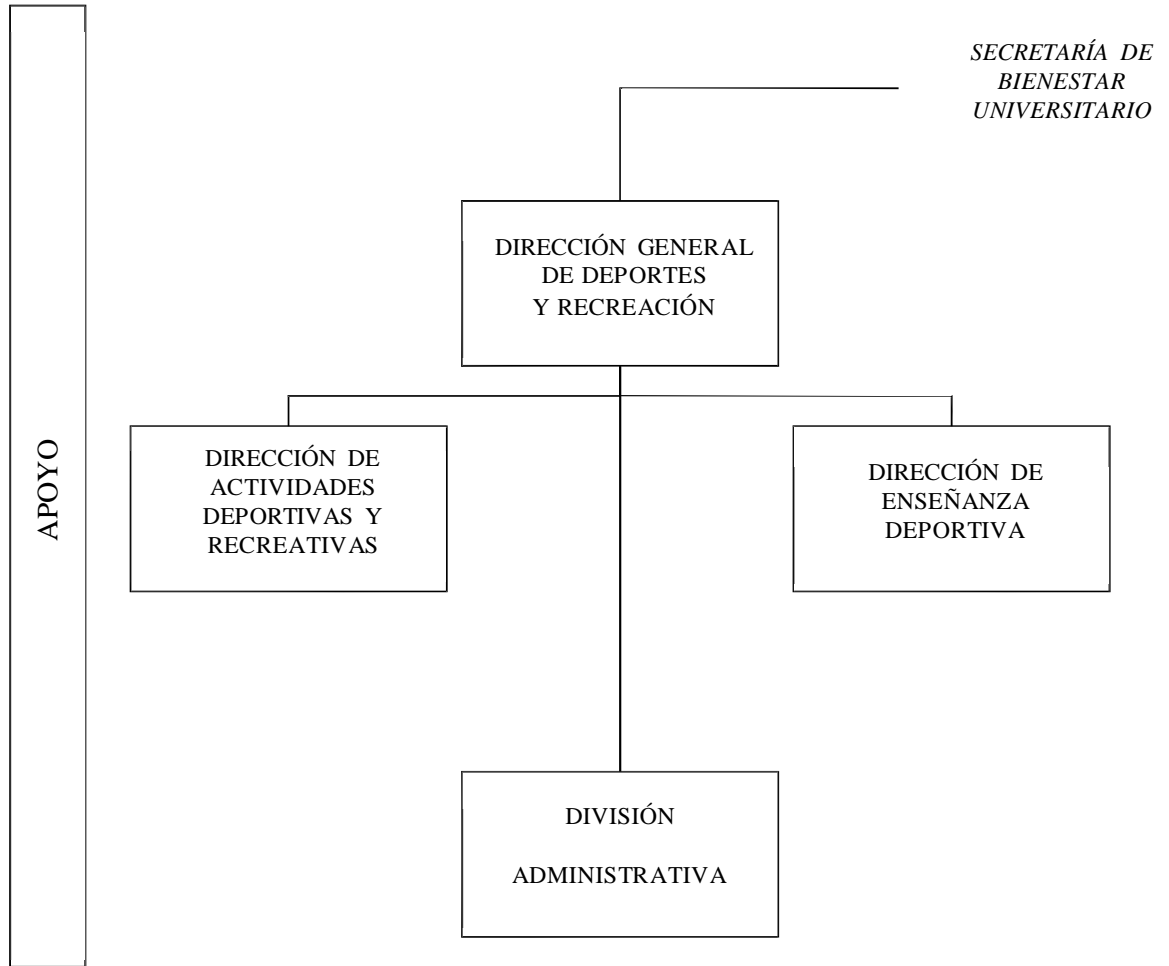 SECRETARÍA DE
BIENESTAR
UNIVERSITARIO
DIRECCIÓN GENERAL
DE DEPORTES
Y RECREACIÓN
APOYO
DIRECCIÓN DE
ACTIVIDADES
DEPORTIVAS Y
RECREATIVAS
DIRECCIÓN DE
ENSEÑANZA
DEPORTIVA
DIVISIÓN
ADMINISTRATIVA